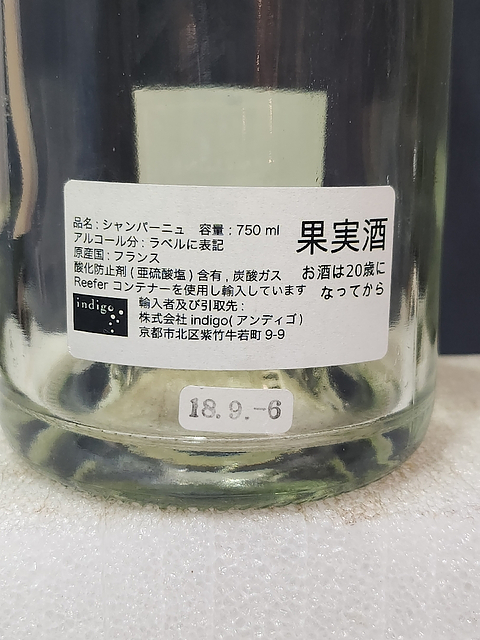 品名 : シャンパーニュ 容量 : 750 ml
アルコール分 : ラベルに表記
原産国 : フランス
酸化防止剤 ( 亜硫酸塩 ) 含有 , 炭酸ガス
Reefer コンテナーを使用し輸入しています
果実酒
お酒は20歳に
なってから
indigo
輸入者及び引取先 :
株式会社 indigo( アンディゴ )
京都市北区紫竹牛若町 9-9
18.9.-6